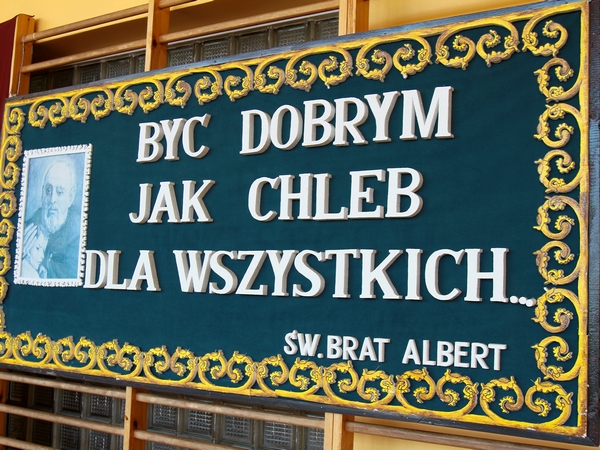 BYC DOBRYM
JAK CHLEB
DLA WSZYSTKICH...
ŚW. BRAT ALBERT